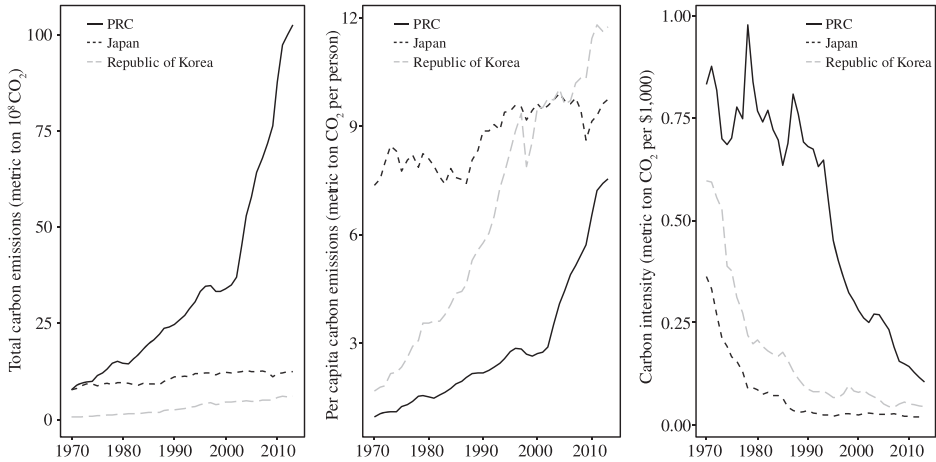 Total carbon emissions (metric ton 10⁸ CO₂)
100
75
50
25
0
PRC
Japan
Republic of Korea
1970 1980 1990 2000 2010
Per capita carbon emissions (metric ton CO₂ per person)
12
9
6
3
PRC
Japan
Republic of Korea
1970 1980 1990 2000 2010
Carbon intensity (metric ton CO₂ per $1,000)
1.00
0.75
0.50
0.25
0.00
PRC
Japan
Republic of Korea
1970 1980 1990 2000 2010